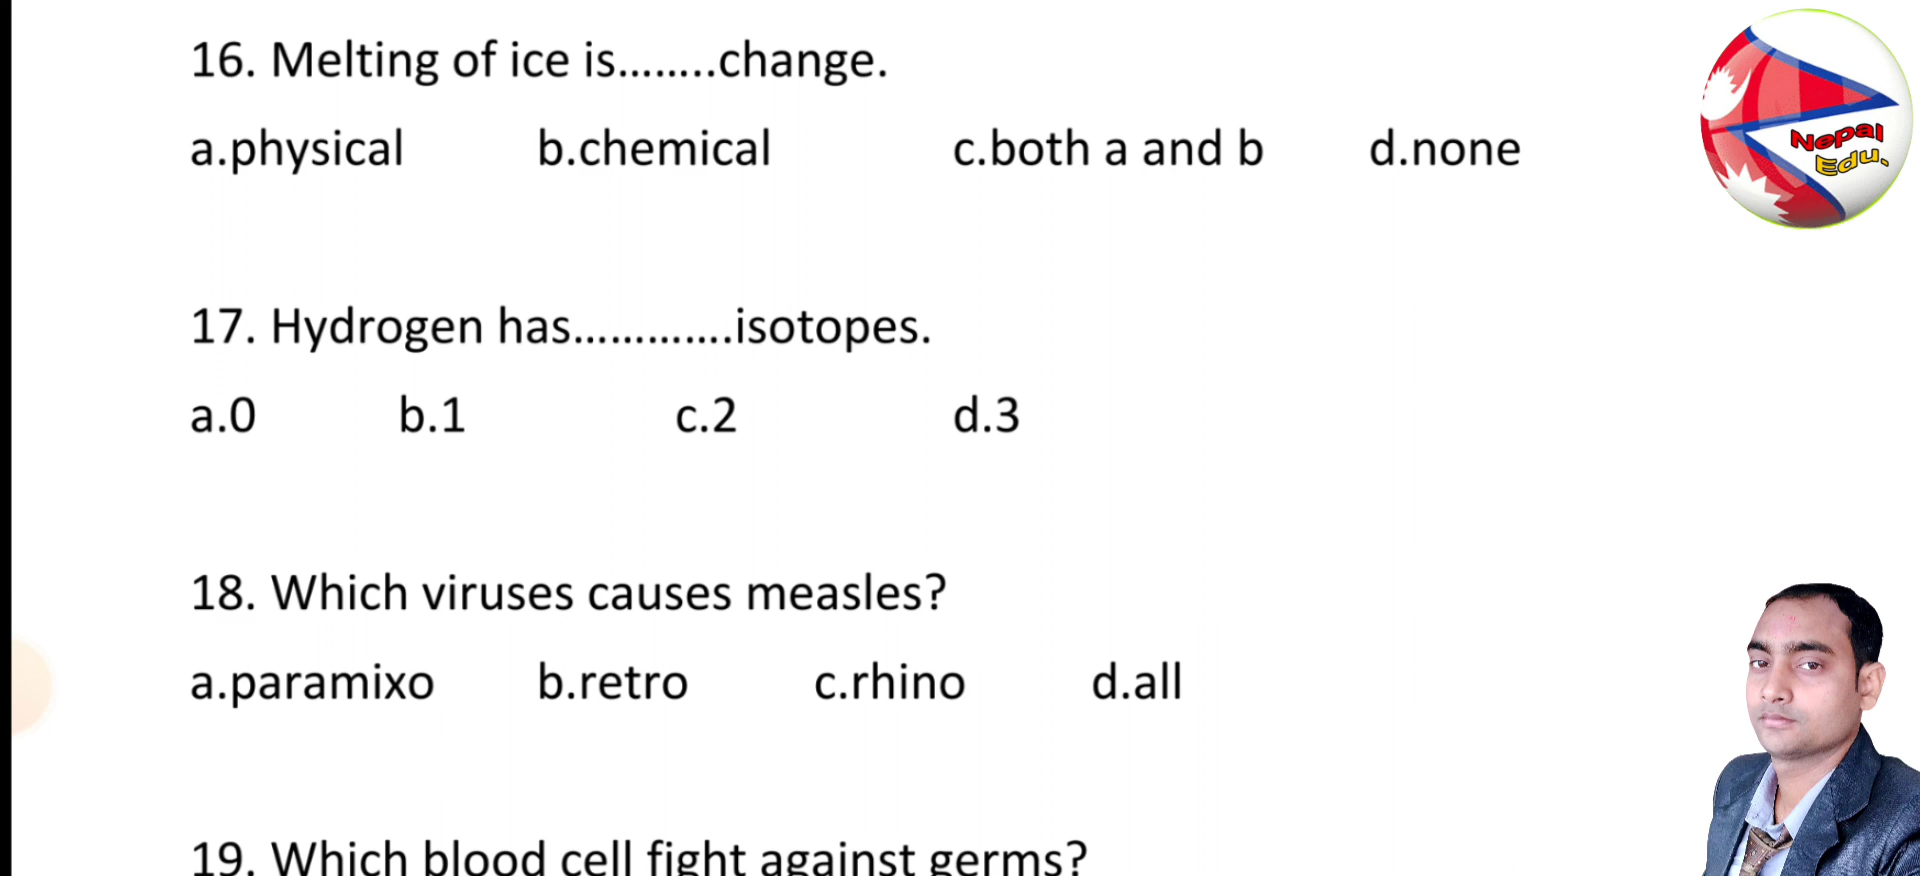 16. Melting of ice is........change.
a.physical b.chemical c.both a and b d.none
Nepal
Edu.
17. Hydrogen has.............isotopes.
a.0 b.1 c.2 d.3
18. Which viruses causes measles?
a.paramixo b.retro c.rhino d.all
19. Which blood cell fight against germs?